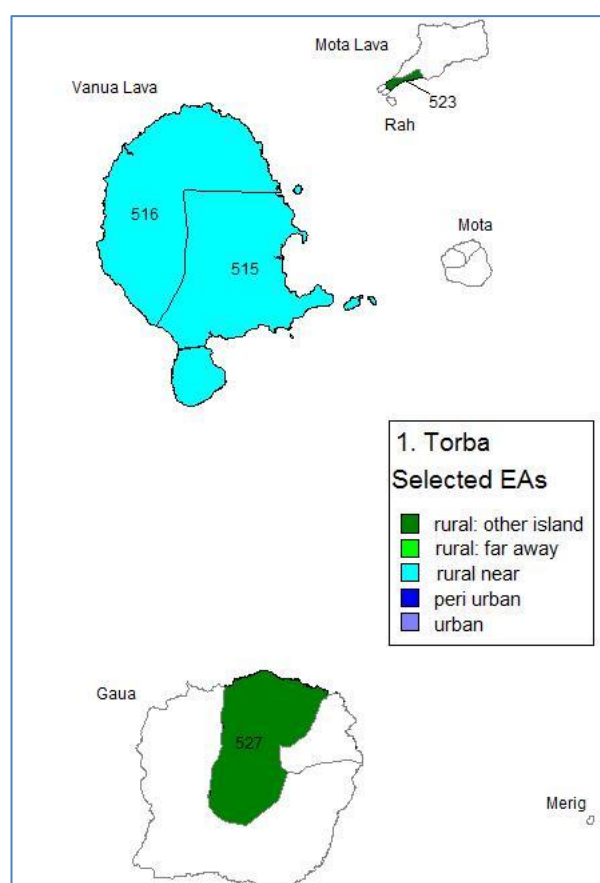 Mota Lava
523
Rah
Vanua Lava
516
515
Mota
1. Torba
Selected EAs
rural: other island
rural: far away
rural near
peri urban
urban
Gaua
527
Merig